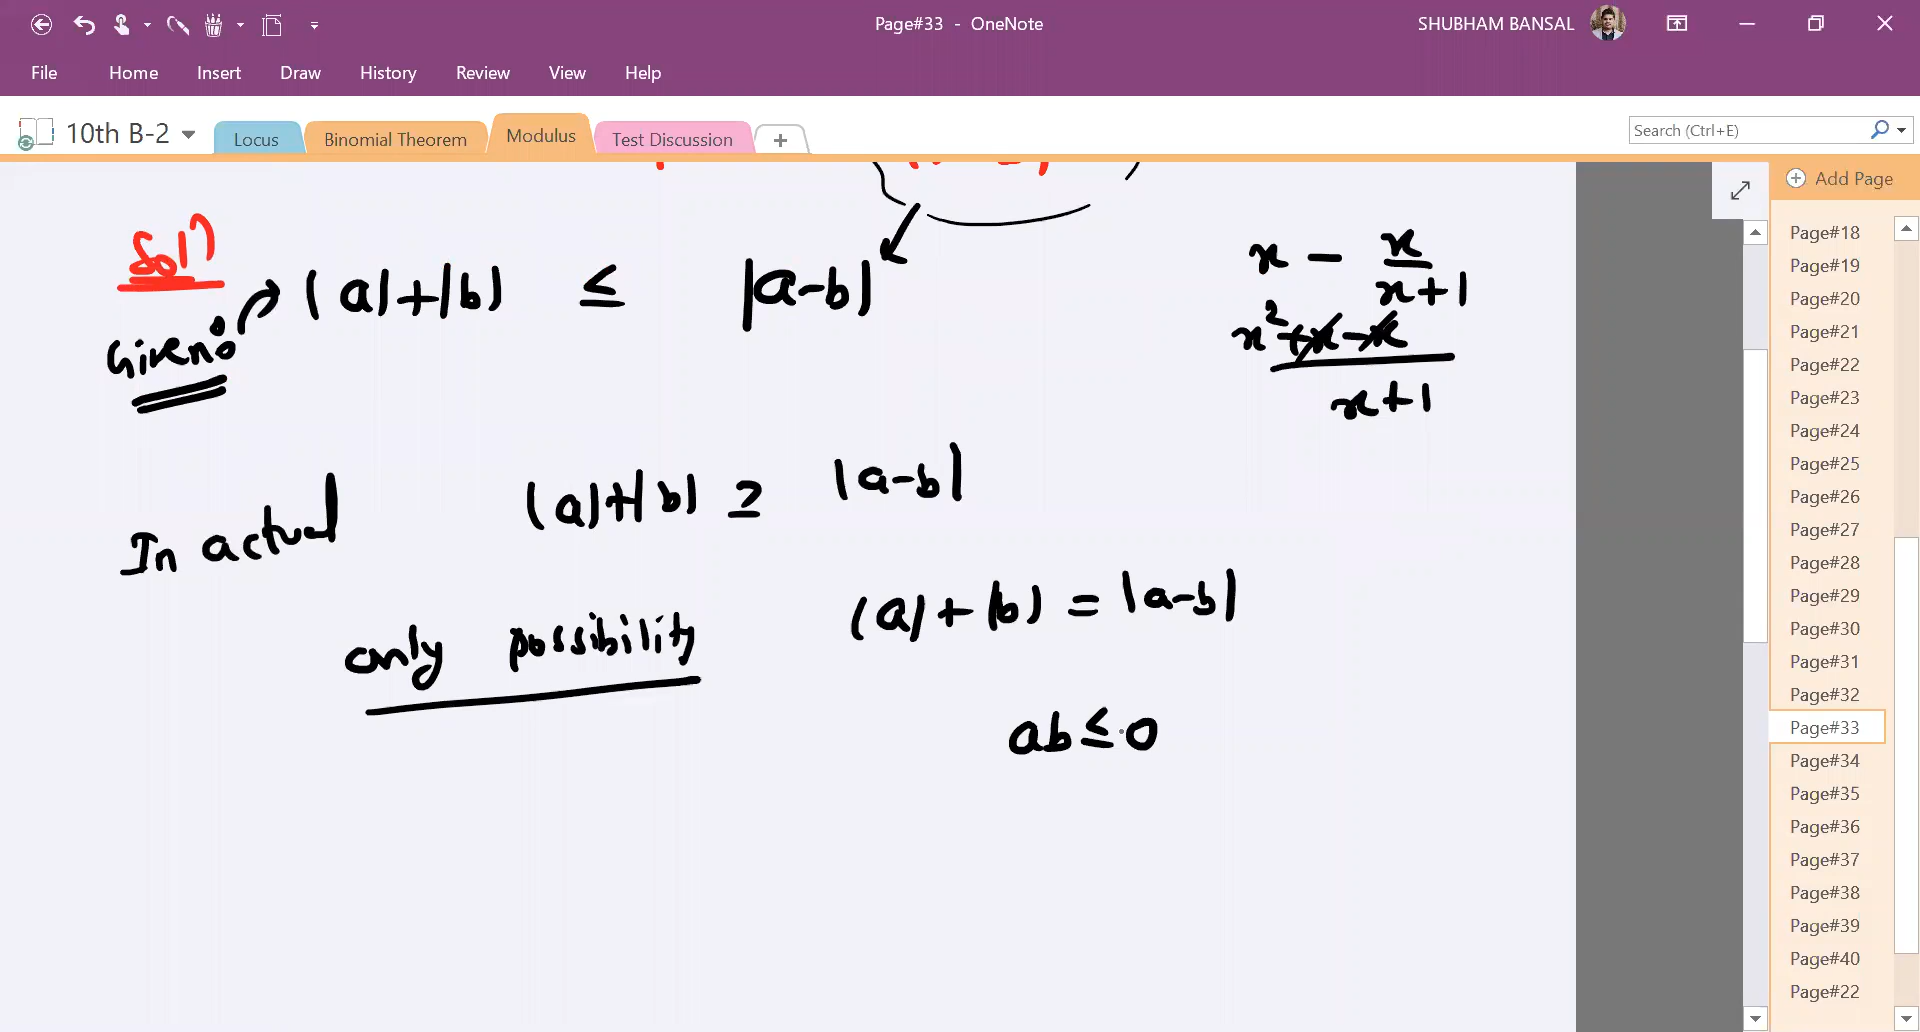 Page#33 - OneNote
SHUBHAM BANSAL
File Home Insert Draw History Review View Help
10th B-2
Locus
Binomial Theorem
Modulus
Test Discussion
+
Search (Ctrl+E)
Add Page
Sol?
|a|+|b| ≤ |a-b|
Given:
x - x/(x+1)
x²+x-x
x+1
In actual |a|+|b| ≥ |a-b|
only possibility |a|+|b| = |a-b|
ab≤0
Page#18
Page#19
Page#20
Page#21
Page#22
Page#23
Page#24
Page#25
Page#26
Page#27
Page#28
Page#29
Page#30
Page#31
Page#32
Page#33
Page#34
Page#35
Page#36
Page#37
Page#38
Page#39
Page#40
Page#22